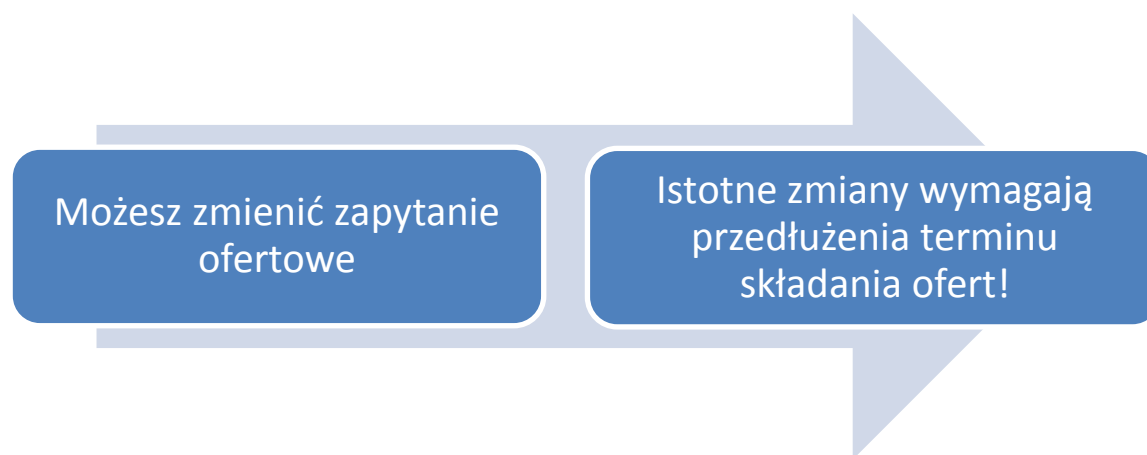 Możesz zmienić zapytanie
ofertowe
Istotne zmiany wymagają
przedłużenia terminu
składania ofert!